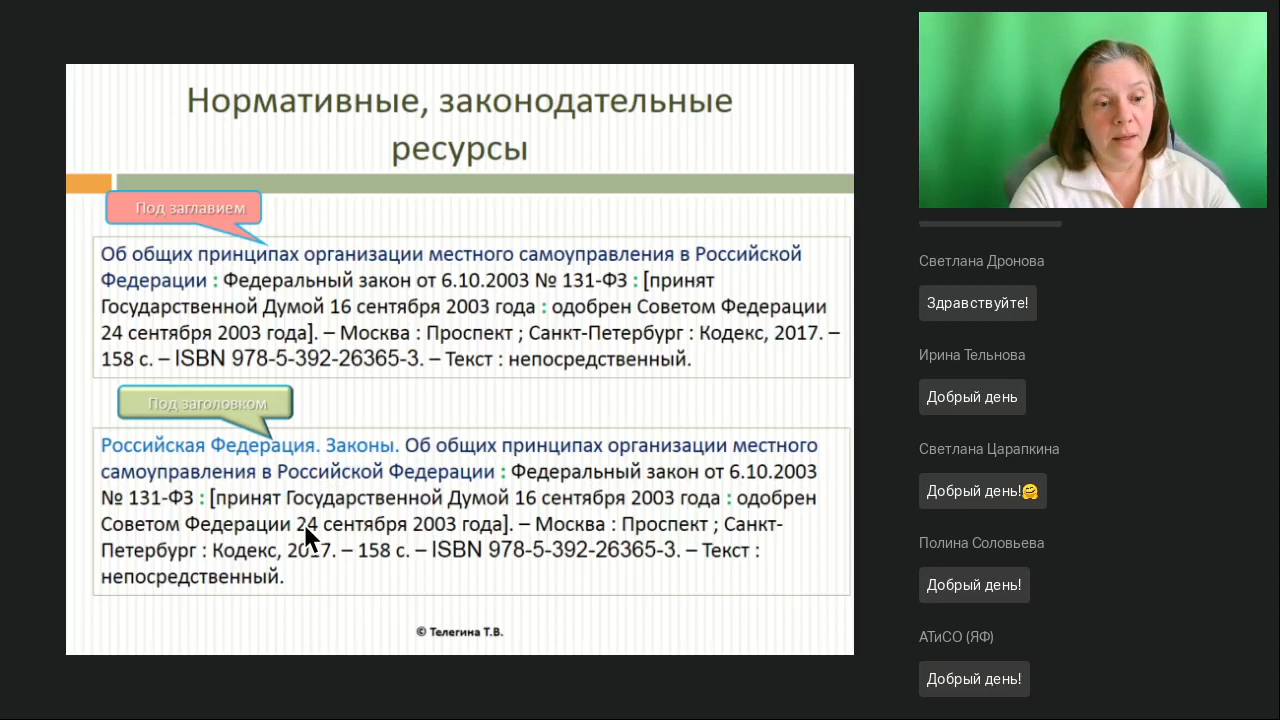 Нормативные, законодательные
ресурсы
Под заглавием
Об общих принципах организации местного самоуправления в Российской
Федерации : Федеральный закон от 6.10.2003 № 131-ФЗ : [принят
Государственной Думой 16 сентября 2003 года : одобрен Советом Федерации
24 сентября 2003 года]. – Москва : Проспект ; Санкт-Петербург : Кодекс, 2017. –
158 с. – ISBN 978-5-392-26365-3. – Текст : непосредственный.
Под заголовком
Российская Федерация. Законы. Об общих принципах организации местного
самоуправления в Российской Федерации : Федеральный закон от 6.10.2003
№ 131-ФЗ : [принят Государственной Думой 16 сентября 2003 года : одобрен
Советом Федерации 24 сентября 2003 года]. – Москва : Проспект ; Санкт-
Петербург : Кодекс, 2017. – 158 с. – ISBN 978-5-392-26365-3. – Текст :
непосредственный.
© Телегина Т.В.
Светлана Дронова
Здравствуйте!
Ирина Тельнова
Добрый день
Светлана Царапкина
Добрый день!🤗
Полина Соловьева
Добрый день!
АТиСО (ЯФ)
Добрый день!